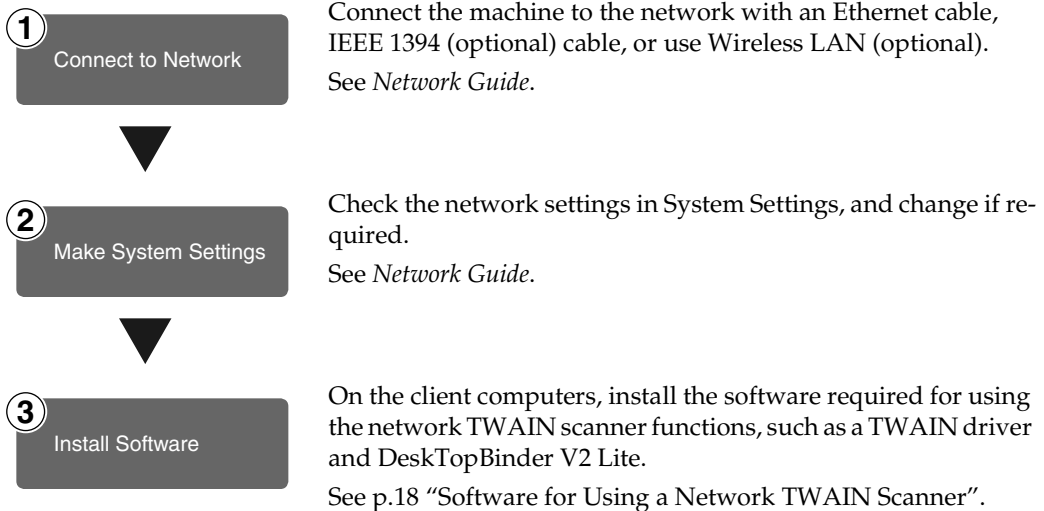 1
Connect to Network
Connect the machine to the network with an Ethernet cable,
IEEE 1394 (optional) cable, or use Wireless LAN (optional).
See Network Guide.
2
Make System Settings
Check the network settings in System Settings, and change if re-
quired.
See Network Guide.
3
Install Software
On the client computers, install the software required for using
the network TWAIN scanner functions, such as a TWAIN driver
and DeskTopBinder V2 Lite.
See p.18 “Software for Using a Network TWAIN Scanner”.